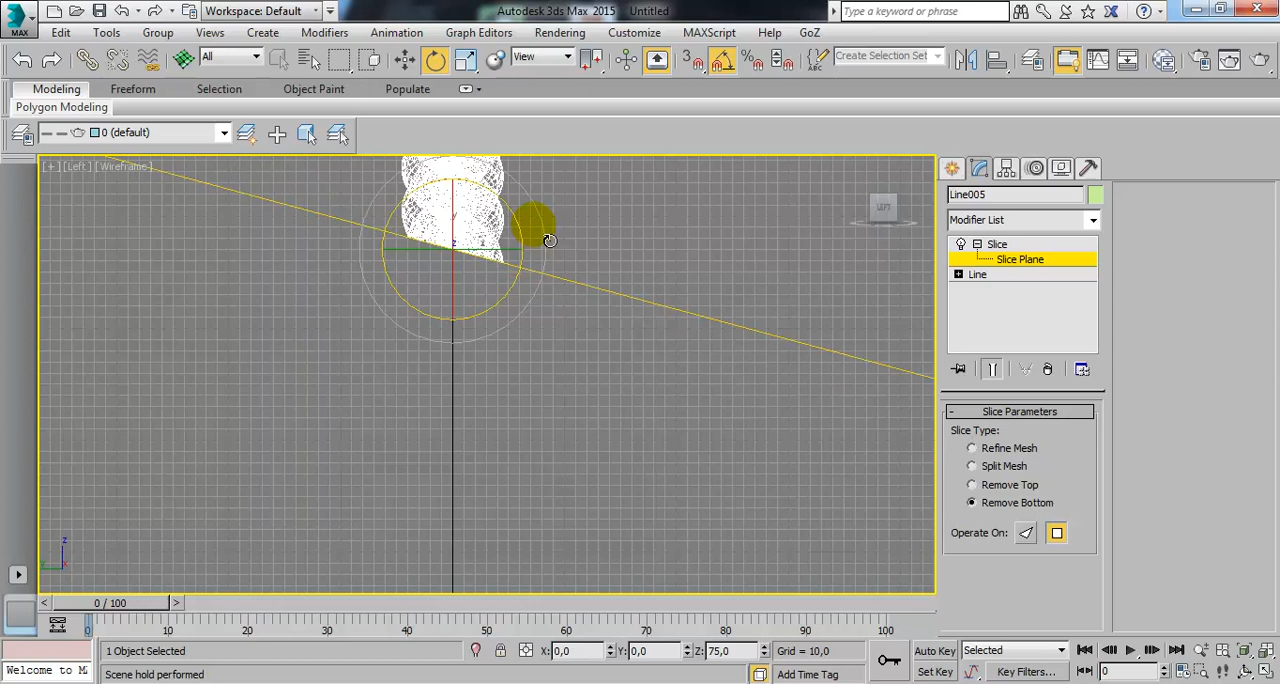 MAX
Workspace: Default
Autodesk 3ds Max 2015 Untitled
Type a keyword or phrase
Edit Tools Group Views Create Modifiers Animation Graph Editors Rendering Customize MAXScript Help GoZ
All View 3 % ABC Create Selection Set
Modeling Freeform Selection Object Paint Populate
Polygon Modeling
0 (default)
[+] [Left] [Wireframe]
LEFT
y
z x
Line005
Modifier List
Slice
Slice Plane
Line
Slice Parameters
Slice Type:
Refine Mesh
Split Mesh
Remove Top
Remove Bottom
Operate On:
z
y x
< 0 / 100 >
0 10 20 30 40 50 60 70 80 90 100
1 Object Selected X: 0,0 Y: 0,0 Z: 75,0 Grid = 10,0 Auto Key Selected
Welcome to M Scene hold performed Add Time Tag Set Key Key Filters... 0